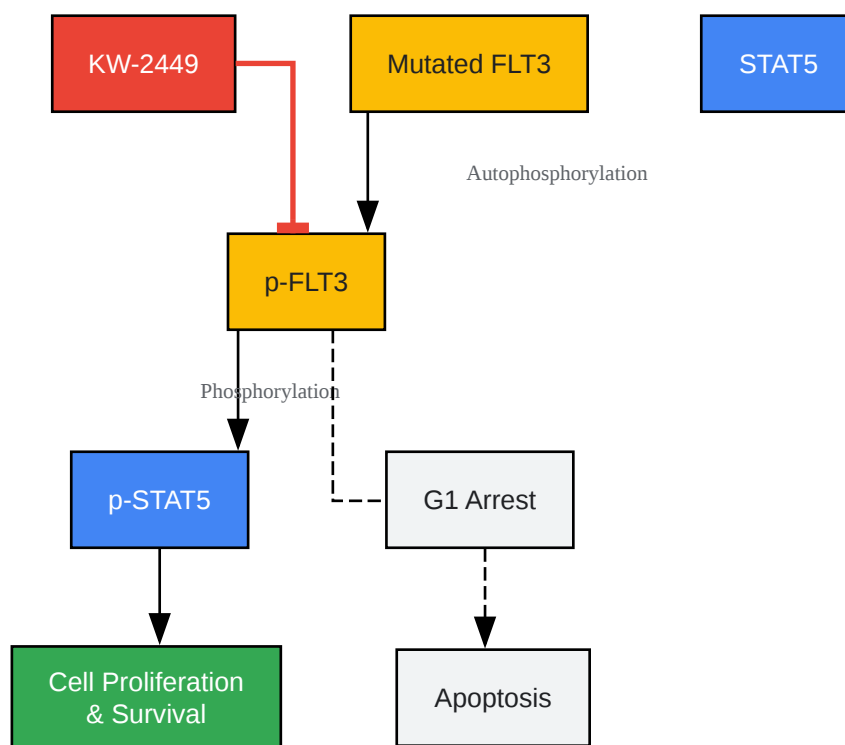 KW-2449
Mutated FLT3
STAT5
Autophosphorylation
p-FLT3
Phosphorylation
p-STAT5
G1 Arrest
Cell Proliferation
& Survival
Apoptosis